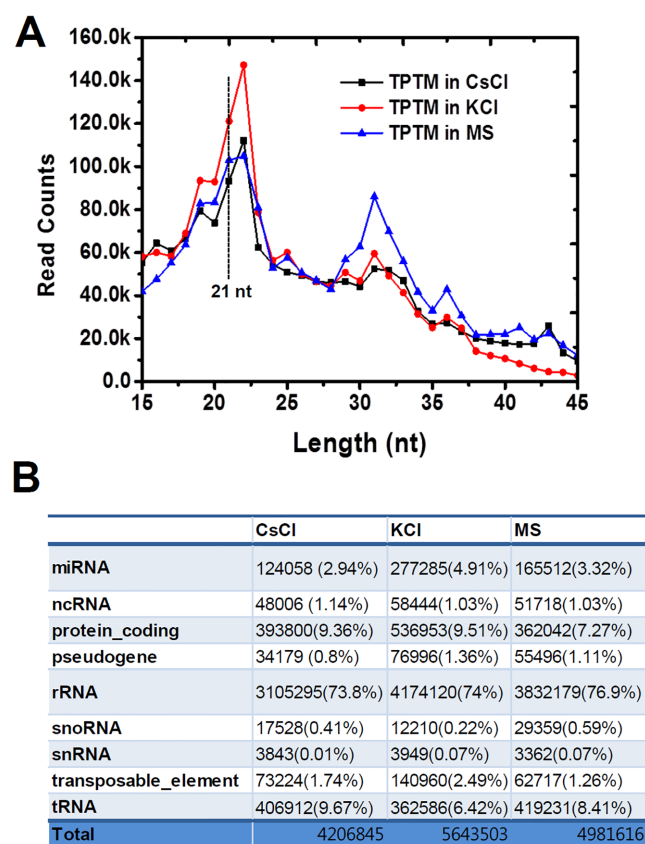 A
160.0k
140.0k
120.0k
100.0k
80.0k
60.0k
40.0k
20.0k
0.0
Read Counts
TPTM in CsCl
TPTM in KCl
TPTM in MS
21 nt
15 20 25 30 35 40 45
Length (nt)
B
CsCl KCl MS
miRNA 124058 (2.94%) 277285(4.91%) 165512(3.32%)
ncRNA 48006 (1.14%) 58444(1.03%) 51718(1.03%)
protein_coding 393800(9.36%) 536953(9.51%) 362042(7.27%)
pseudogene 34179 (0.8%) 76996(1.36%) 55496(1.11%)
rRNA 3105295(73.8%) 4174120(74%) 3832179(76.9%)
snoRNA 17528(0.41%) 12210(0.22%) 29359(0.59%)
snRNA 3843(0.01%) 3949(0.07%) 3362(0.07%)
transposable_element 73224(1.74%) 140960(2.49%) 62717(1.26%)
tRNA 406912(9.67%) 362586(6.42%) 419231(8.41%)
Total 4206845 5643503 4981616